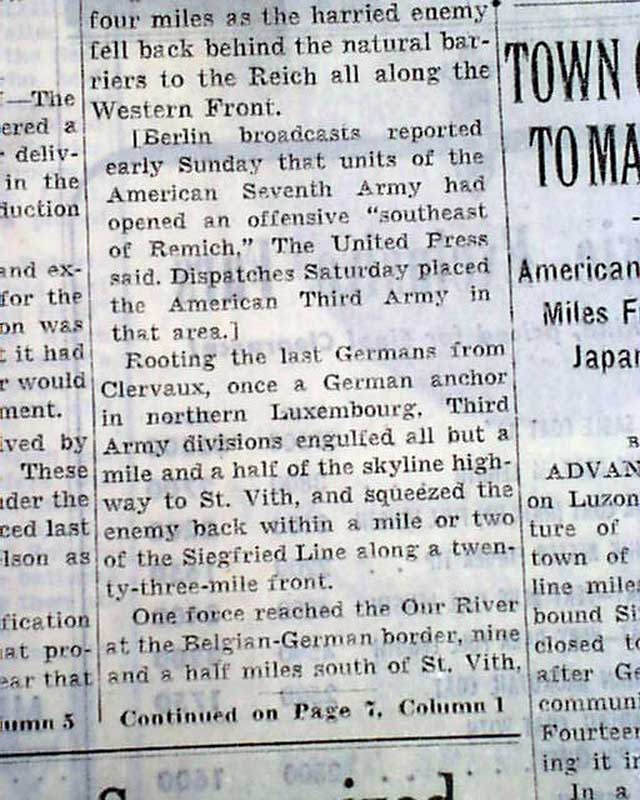 f—The
ered a
deliv-
in the
duction
and ex-
for the
on was
t it had
r would
ment.
ived by
These
nder the
ced last
lson as
fication
at pro-
ear that
lumn 5
four miles as the harried enemy
fell back behind the natural bar-
riers to the Reich all along the
Western Front.
[Berlin broadcasts reported
early Sunday that units of the
American Seventh Army had
opened an offensive “southeast
of Remich,” The United Press
said. Dispatches Saturday placed
the American Third Army in
that area.]
Rooting the last Germans from
Clervaux, once a German anchor
in northern Luxembourg, Third
Army divisions engulfed all but a
mile and a half of the skyline high-
way to St. Vith, and squeezed the
enemy back within a mile or two
of the Siegfried Line along a twen-
ty-three-mile front.
One force reached the Our River
at the Belgian-German border, nine
and a half miles south of St. Vith,
Continued on Page 7, Column 1
TOWN
TO MA
American
Miles F
Japan
B
ADVAN
on Luzon
ture of
town of
line miles
bound Si
closed to
after Ge
commun
Fourteen
ing it in
In a